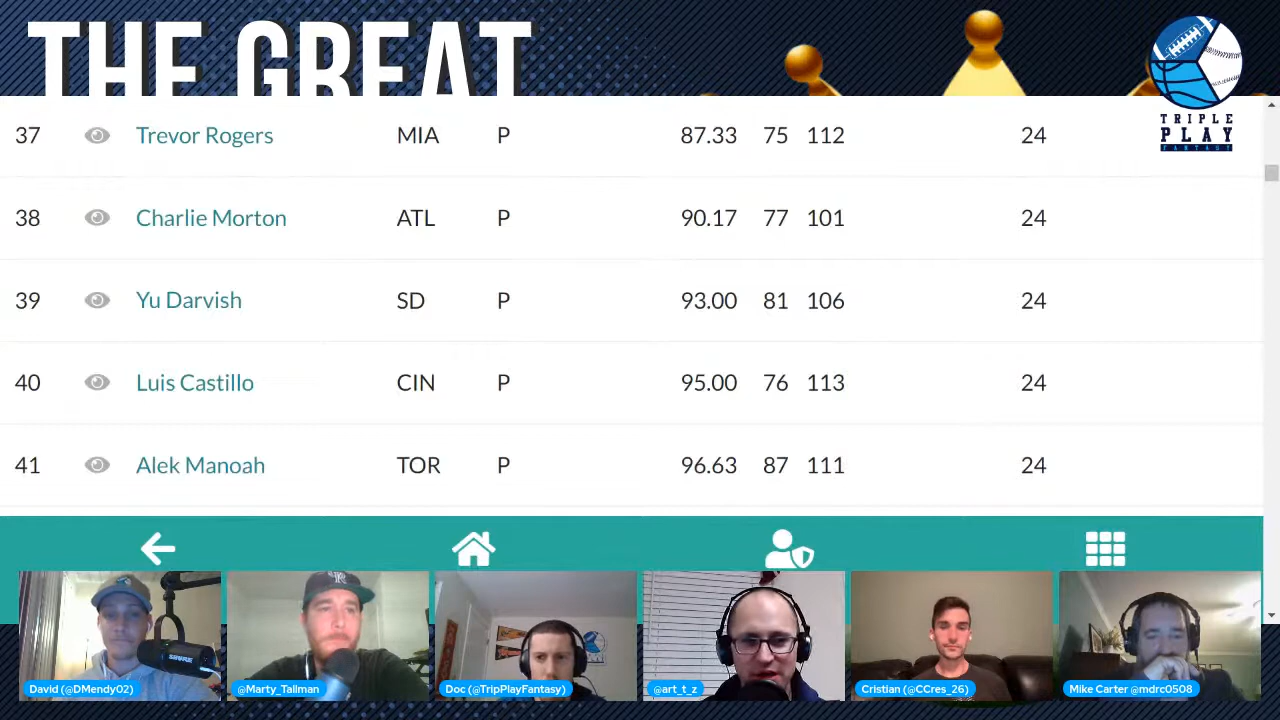 THE GREAT
TRIPLE
PLAY
FANTASY
37 Trevor Rogers MIA P 87.33 75 112 24
38 Charlie Morton ATL P 90.17 77 101 24
39 Yu Darvish SD P 93.00 81 106 24
40 Luis Castillo CIN P 95.00 76 113 24
41 Alek Manoah TOR P 96.63 87 111 24
David (@DMendy02) @Marty_Tallman Doc (@TripPlayFantasy) @art_t_z Cristian (@CCres_26) Mike Carter @mdrc0508